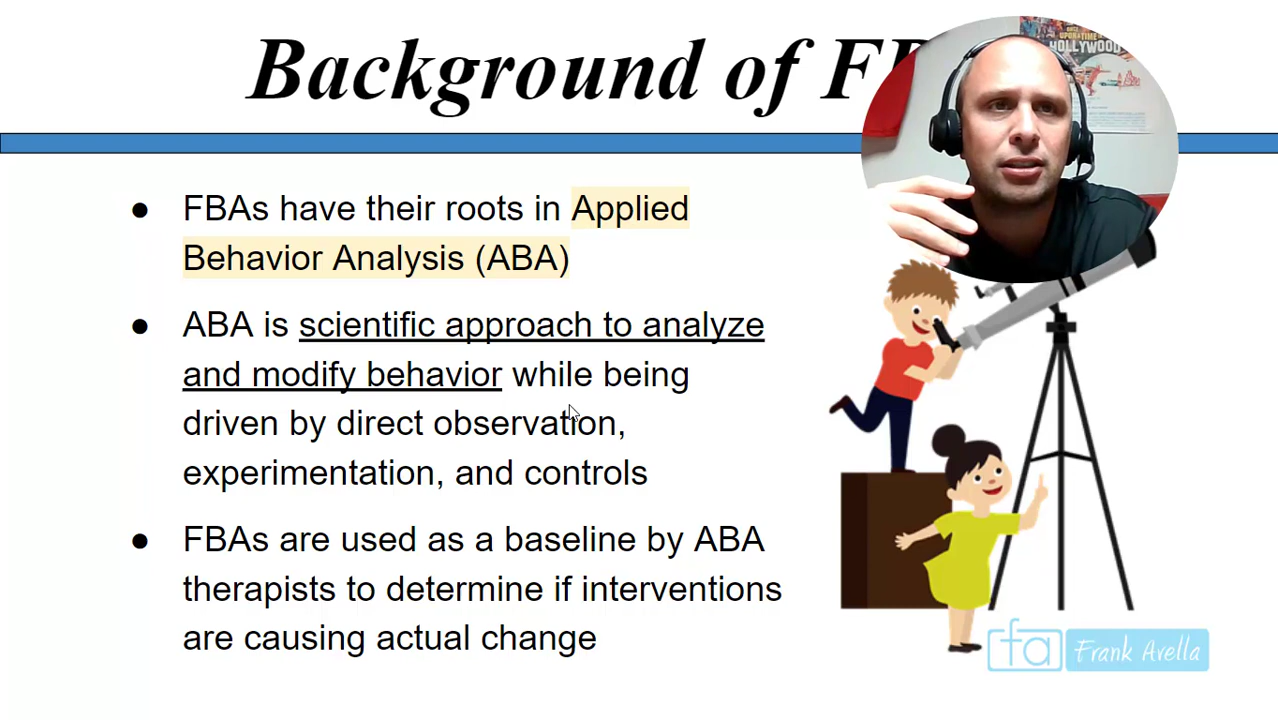 Background of
● FBAs have their roots in Applied
Behavior Analysis (ABA)
● ABA is scientific approach to analyze
and modify behavior while being
driven by direct observation,
experimentation, and controls
● FBAs are used as a baseline by ABA
therapists to determine if interventions
are causing actual change
HOLLYWOOD
fa Frank Avella